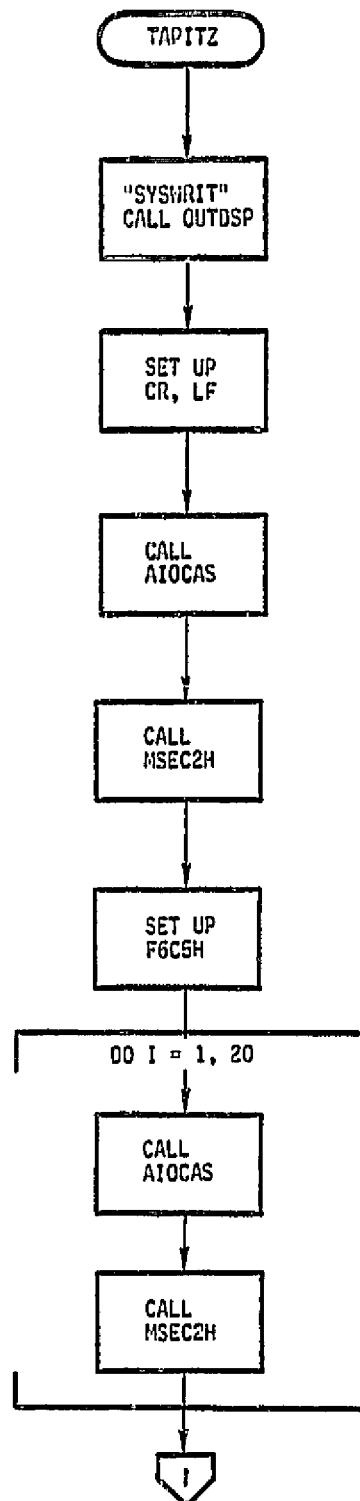 TAPITZ
"SYSWRIT"
CALL OUTDSP
SET UP
CR, LF
CALL
AIOCAS
CALL
MSEC2H
SET UP
F6C5H
DO I = 1, 20
CALL
AIOCAS
CALL
MSEC2H
1